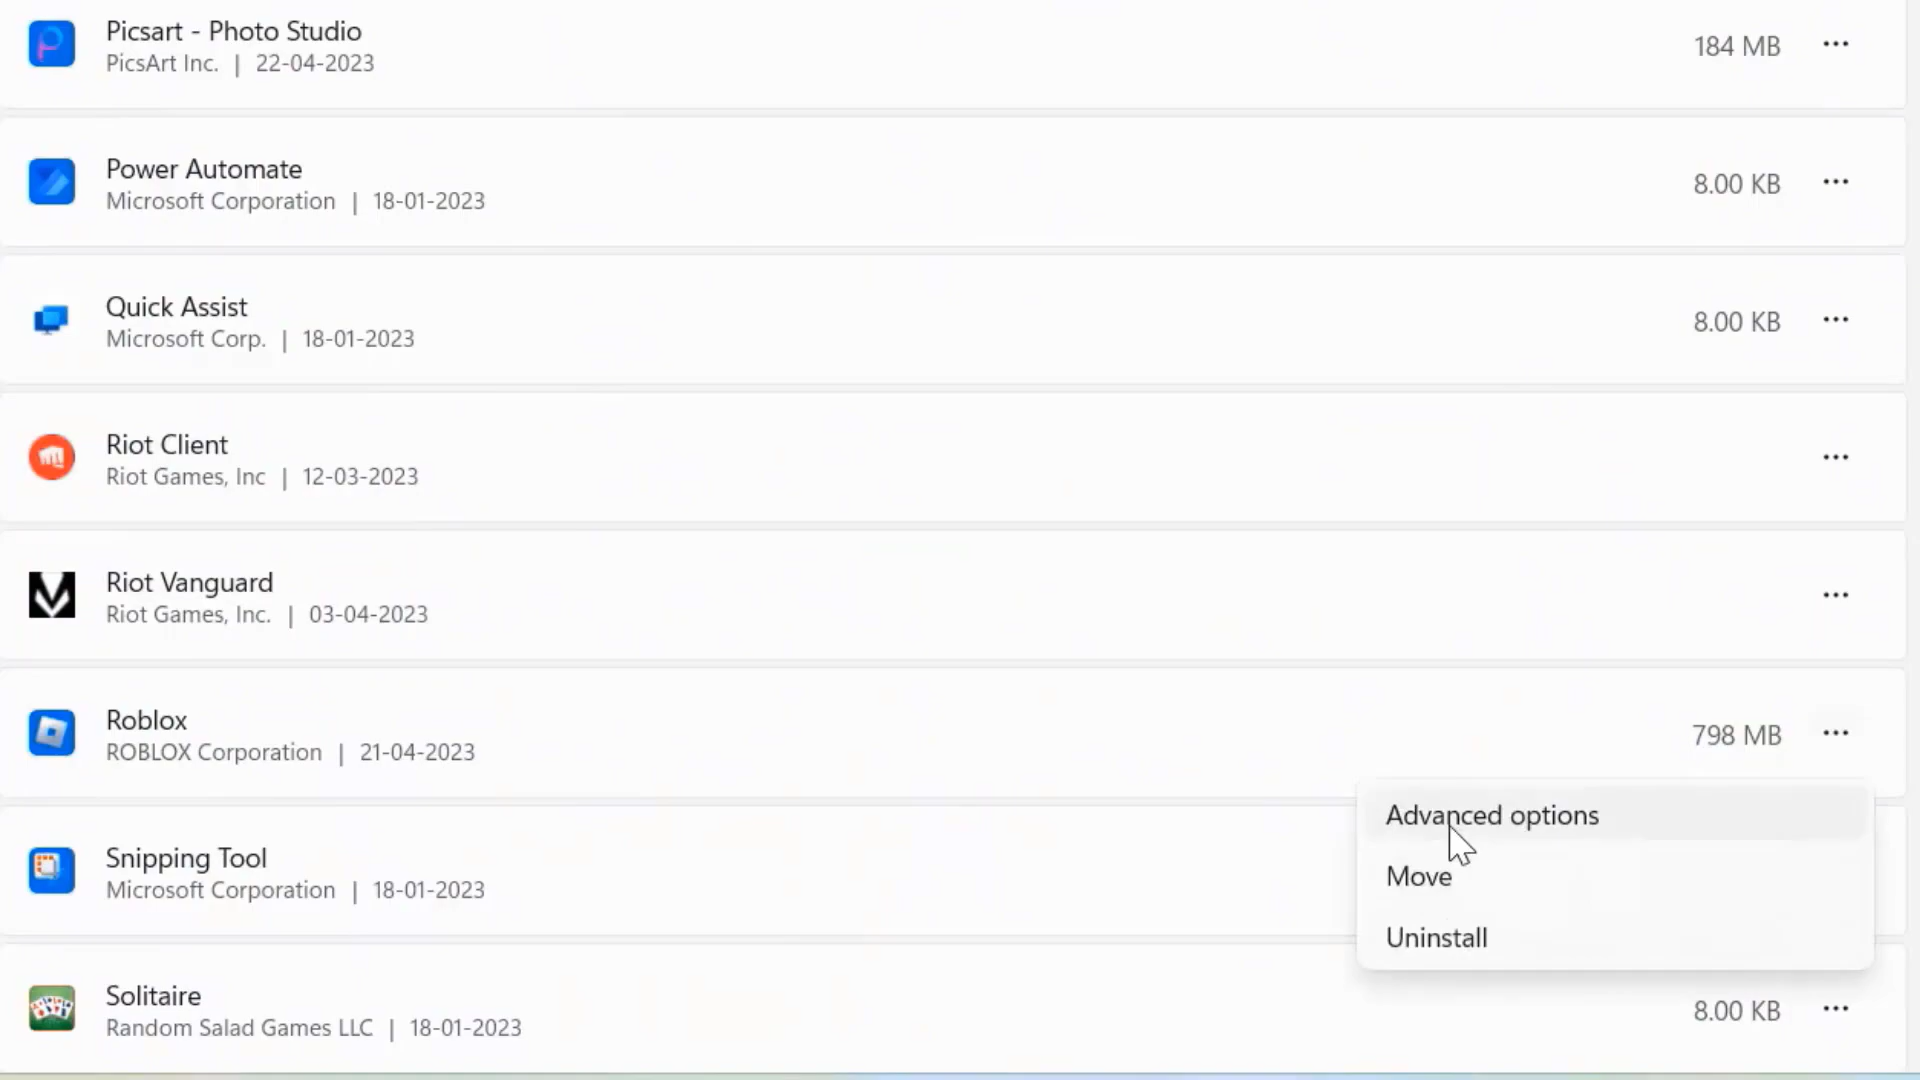 Picsart - Photo Studio
PicsArt Inc. | 22-04-2023
184 MB
Power Automate
Microsoft Corporation | 18-01-2023
8.00 KB
Quick Assist
Microsoft Corp. | 18-01-2023
8.00 KB
Riot Client
Riot Games, Inc | 12-03-2023
Riot Vanguard
Riot Games, Inc. | 03-04-2023
Roblox
ROBLOX Corporation | 21-04-2023
798 MB
Advanced options
Move
Uninstall
Snipping Tool
Microsoft Corporation | 18-01-2023
Solitaire
Random Salad Games LLC | 18-01-2023
8.00 KB